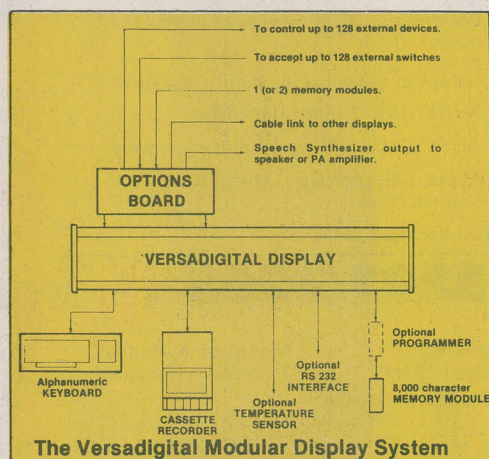 To control up to 128 external devices.
To accept up to 128 external switches
1 (or 2) memory modules.
Cable link to other displays.
Speech Synthesizer output to
speaker or PA amplifier.
OPTIONS
BOARD
VERSADIGITAL DISPLAY
Alphanumeric
KEYBOARD
CASSETTE
RECORDER
Optional
TEMPERATURE
SENSOR
Optional
RS 232
INTERFACE
Optional
PROGRAMMER
8,000 character
MEMORY MODULE
The Versadigital Modular Display System